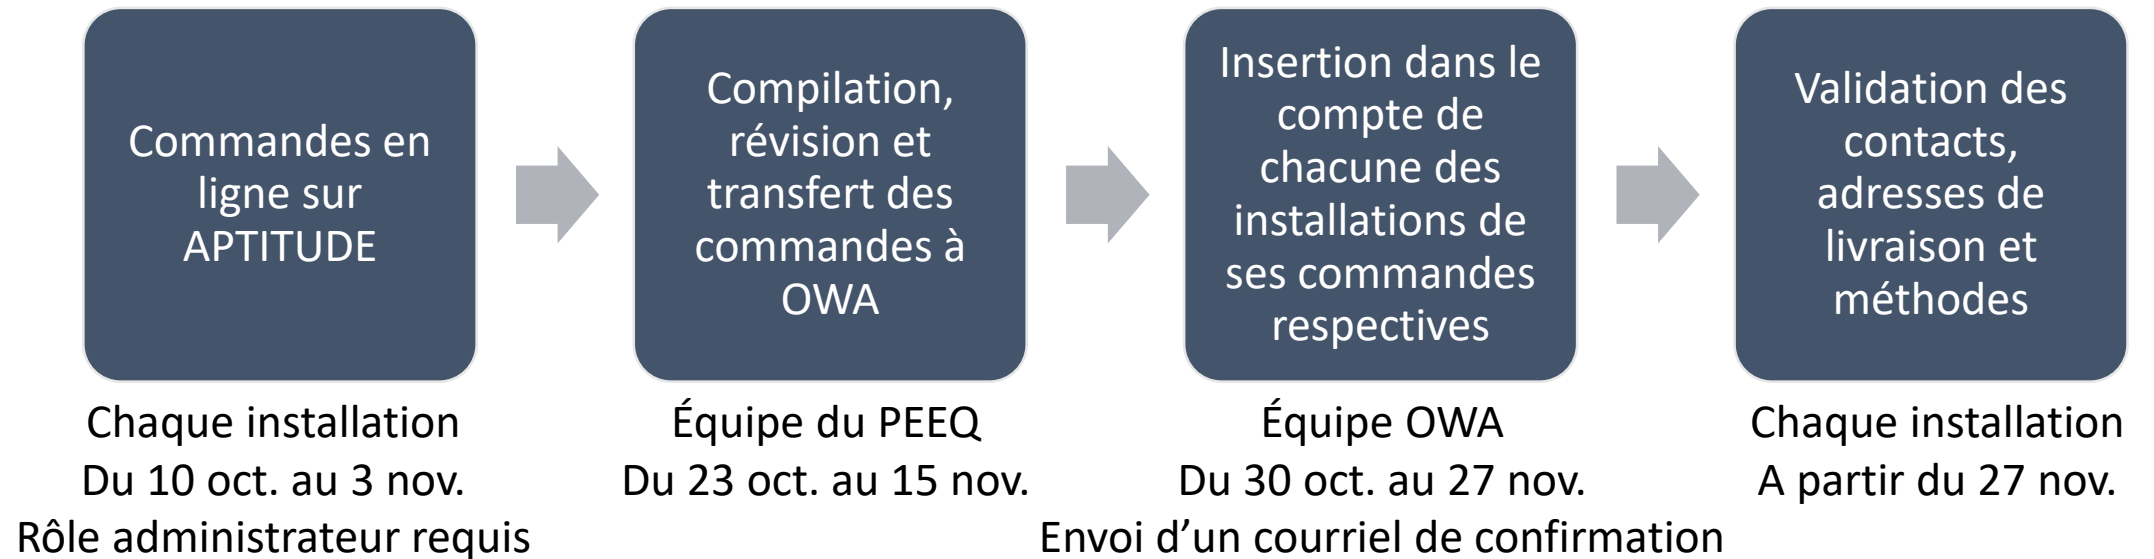 Commandes en
ligne sur
APTITUDE
Chaque installation
Du 10 oct. au 3 nov.
Rôle administrateur requis
Compilation,
révision et
transfert des
commandes à
OWA
Équipe du PEEQ
Du 23 oct. au 15 nov.
Insertion dans le
compte de
chacune des
installations de
ses commandes
respectives
Équipe OWA
Du 30 oct. au 27 nov.
Envoi d’un courriel de confirmation
Validation des
contacts,
adresses de
livraison et
méthodes
Chaque installation
A partir du 27 nov.